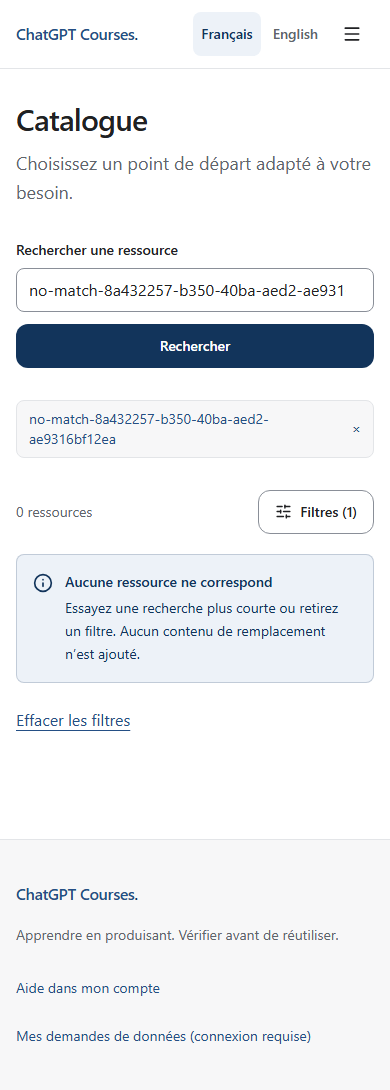 ChatGPT Courses.
Français
English
Catalogue
Choisissez un point de départ adapté à votre
besoin.
Rechercher une ressource
no-match-8a432257-b350-40ba-aed2-ae931
Rechercher
no-match-8a432257-b350-40ba-aed2-
ae9316bf12ea
×
0 ressources
Filtres (1)
Aucune ressource ne correspond
Essayez une recherche plus courte ou retirez
un filtre. Aucun contenu de remplacement
n’est ajouté.
Effacer les filtres
ChatGPT Courses.
Apprendre en produisant. Vérifier avant de réutiliser.
Aide dans mon compte
Mes demandes de données (connexion requise)